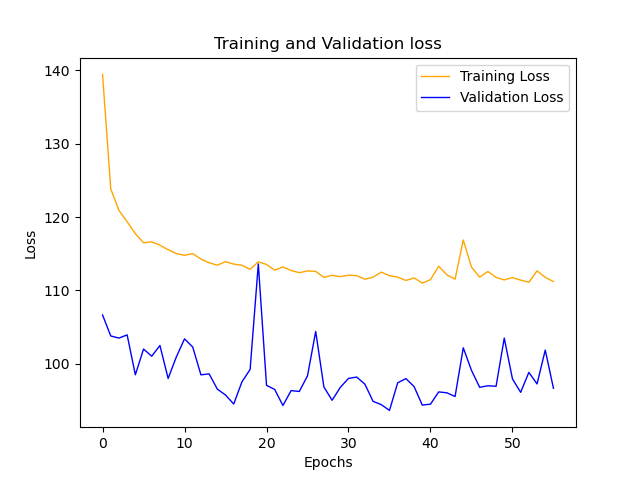 Training and Validation loss
Training Loss
Validation Loss
140
130
120
110
100
Loss
0 10 20 30 40 50
Epochs